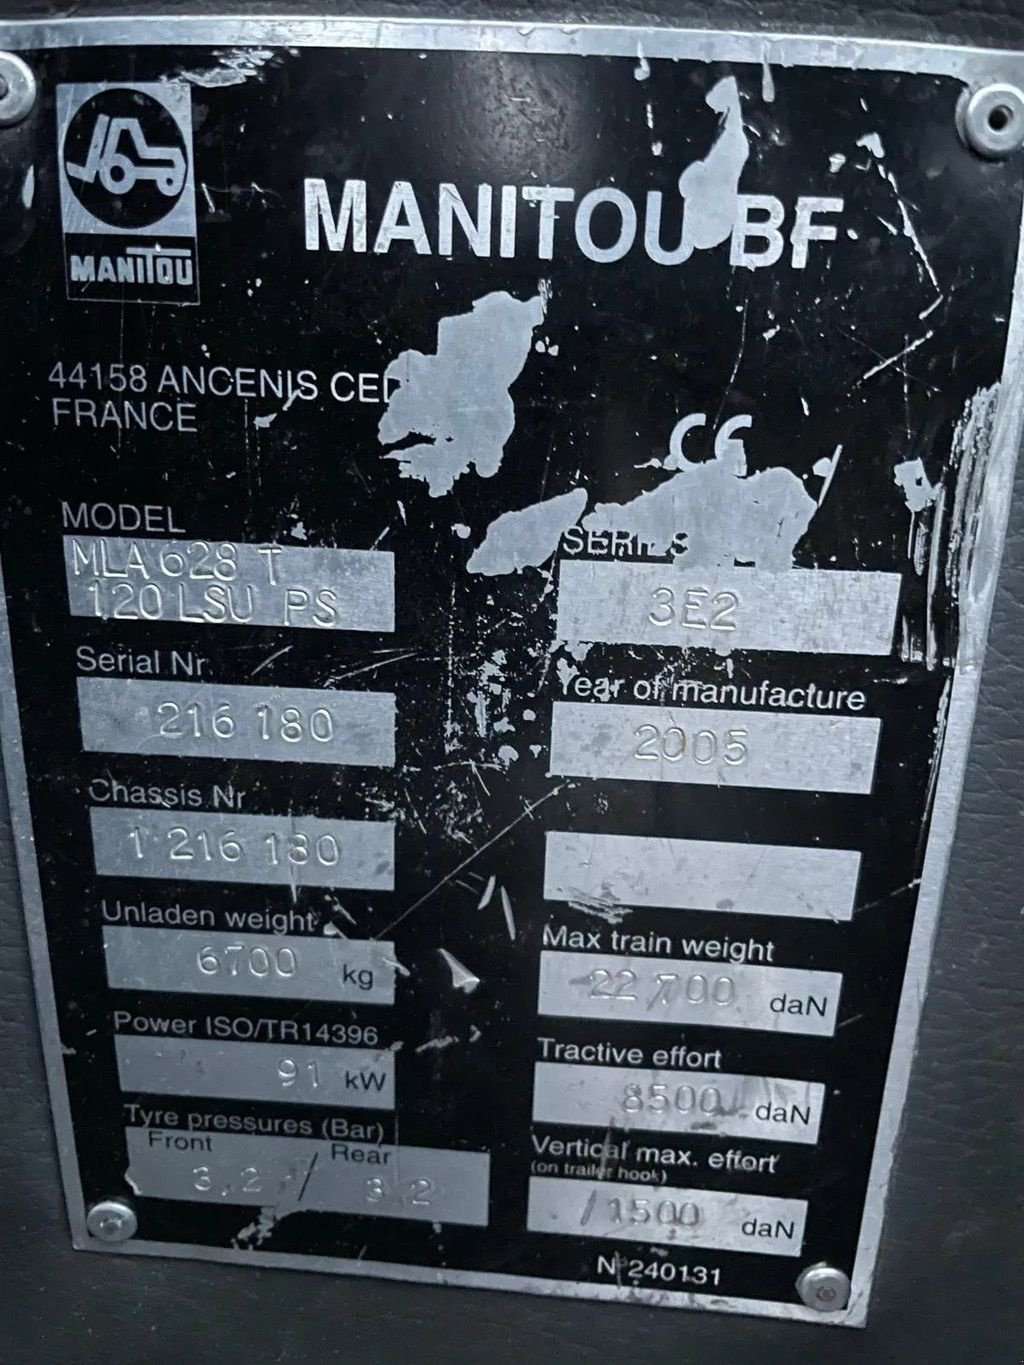 MANITOU
MANITOU BF
44158 ANCENIS
FRANCE
CE
MODEL
MLA 628 T
120 LSU PS
SERIES
3E2
Serial Nr
216 180
Year of manufacture
2005
Chassis Nr
1 216 180
Unladen weight
6700 kg
Max train weight
22 700 daN
Power ISO/TR14396
91 kW
Tractive effort
8500 daN
Tyre pressures (Bar)
Front Rear
3,2 / 3,2
Vertical max. effort
(on trailer hook)
1500 daN
N° 240131